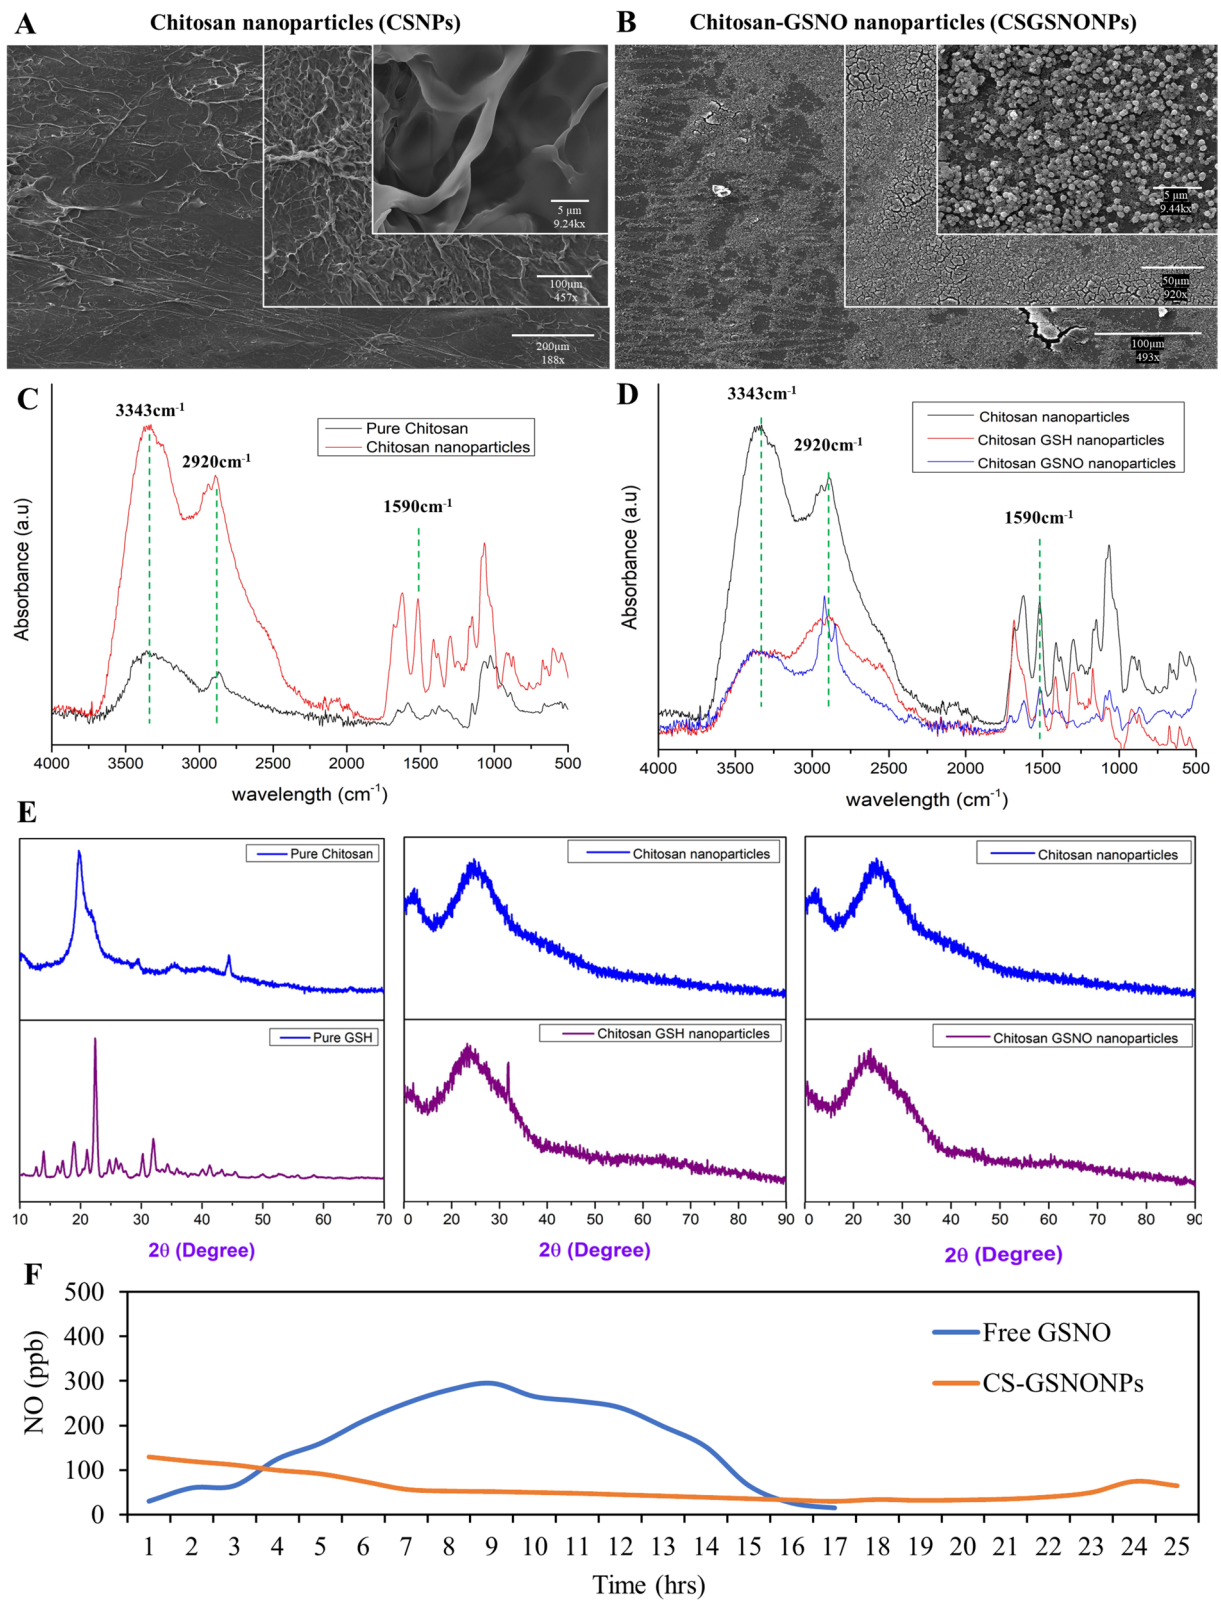 A
Chitosan nanoparticles (CSNPs)
5 μm
9.24kx
100μm
457x
200μm
188x
B
Chitosan-GSNO nanoparticles (CSGSNONPs)
5 μm
9.44kx
50μm
920x
100μm
493x
C
3343cm-1
2920cm-1
1590cm-1
Pure Chitosan
Chitosan nanoparticles
Absorbance (a.u)
4000 3500 3000 2500 2000 1500 1000 500
wavelength (cm-1)
D
3343cm-1
2920cm-1
1590cm-1
Chitosan nanoparticles
Chitosan GSH nanoparticles
Chitosan GSNO nanoparticles
Absorbance (a.u)
4000 3500 3000 2500 2000 1500 1000 500
wavelength (cm-1)
E
Pure Chitosan
Pure GSH
10 20 30 40 50 60 70
2θ (Degree)
Chitosan nanoparticles
Chitosan GSH nanoparticles
0 20 30 40 50 60 70 80 90
2θ (Degree)
Chitosan nanoparticles
Chitosan GSNO nanoparticles
0 20 30 40 50 60 70 80 90
2θ (Degree)
F
NO (ppb)
500
400
300
200
100
0
Free GSNO
CS-GSNONPs
1 2 3 4 5 6 7 8 9 10 11 12 13 14 15 16 17 18 19 20 21 22 23 24 25
Time (hrs)